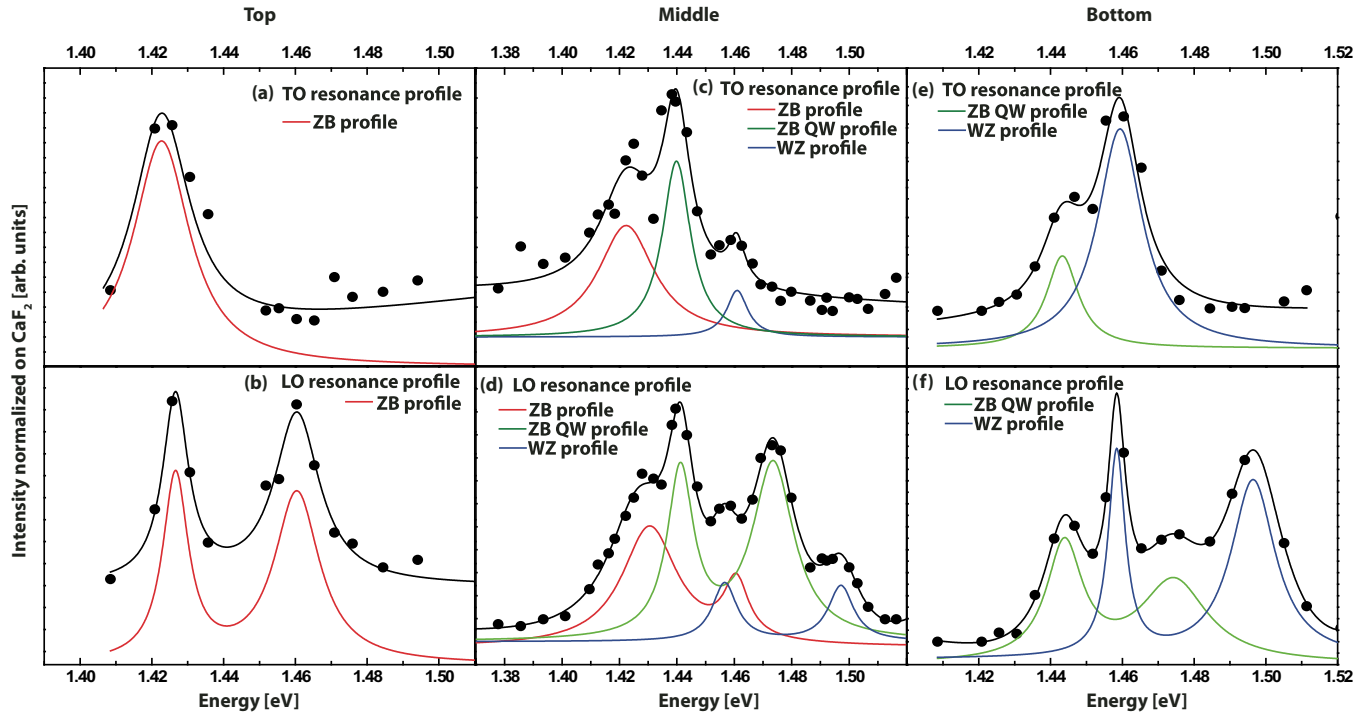 Top Middle Bottom
1.40 1.42 1.44 1.46 1.48 1.50 1.38 1.40 1.42 1.44 1.46 1.48 1.50 1.42 1.44 1.46 1.48 1.50 1.52
Intensity normalized on CaF₂ [arb. units]
(a) TO resonance profile
ZB profile
(c) TO resonance profile
ZB profile
ZB QW profile
WZ profile
(e) TO resonance profile
ZB QW profile
WZ profile
(b) LO resonance profile
ZB profile
(d) LO resonance profile
ZB profile
ZB QW profile
WZ profile
(f) LO resonance profile
ZB QW profile
WZ profile
1.40 1.42 1.44 1.46 1.48 1.50 1.38 1.40 1.42 1.44 1.46 1.48 1.50 1.42 1.44 1.46 1.48 1.50 1.52
Energy [eV] Energy [eV] Energy [eV]